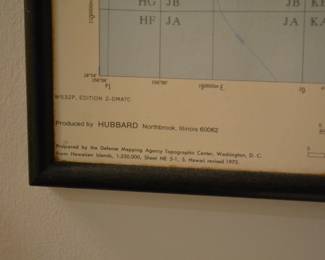 HG JB JB
HF JA JA KA
W532P, EDITION 2-DMATC
Produced by HUBBARD Northbrook, Illinois 60062
Prepared by the Defense Mapping Agency Topographic Center, Washington, D. C.
from Hawaiian Islands, 1:250,000, Sheet NE 5-1, 5, Hawaii revised 1975.